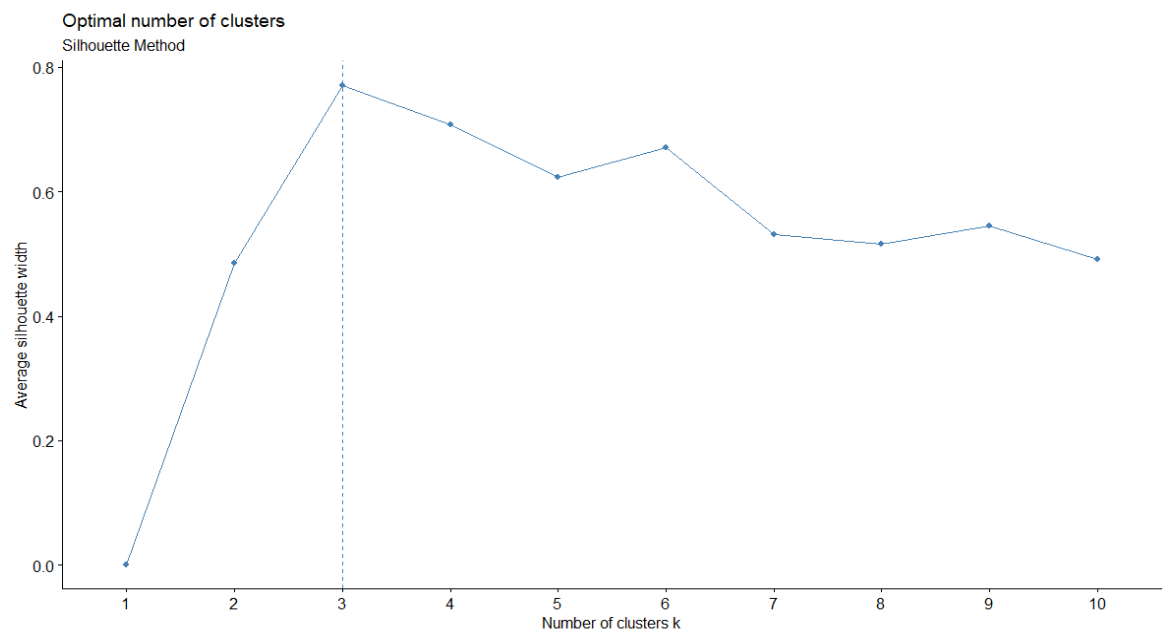 Optimal number of clusters
Silhouette Method
0.8
0.6
0.4
0.2
0.0
Average silhouette width
1 2 3 4 5 6 7 8 9 10
Number of clusters k